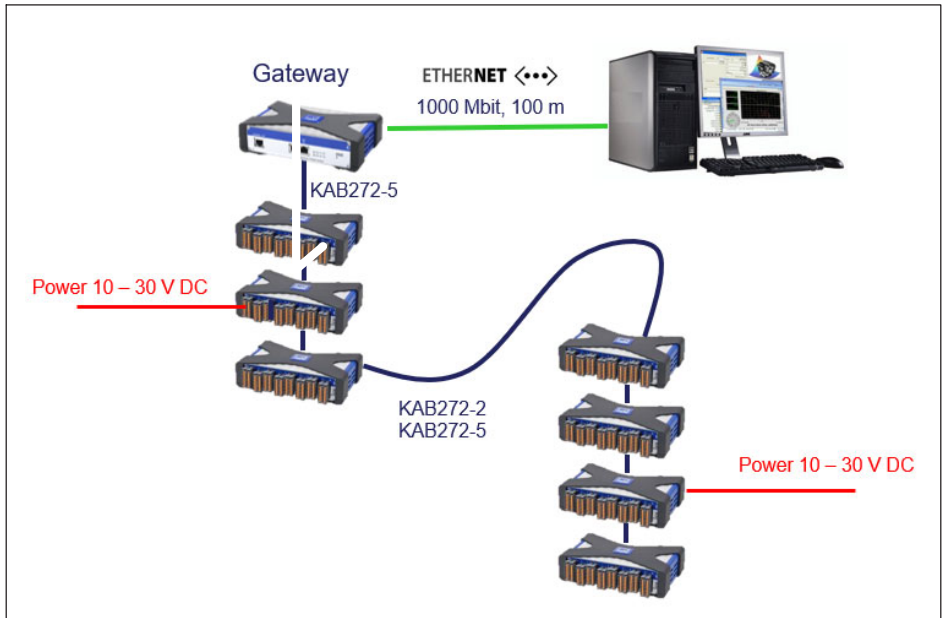 Gateway
ETHERNET <•••>
1000 Mbit, 100 m
KAB272-5
Power 10 – 30 V DC
KAB272-2
KAB272-5
Power 10 – 30 V DC